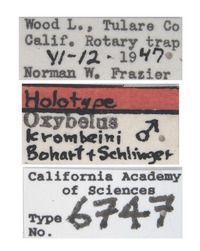 Wood L., Tulare Co
Calif. Rotary trap
VI-12-1947
Norman W. Frazier
Holotype
Oxybelus
Krombeini ♂
Bohart + Schlinger
California Academy
of Sciences
Type
No. 6747